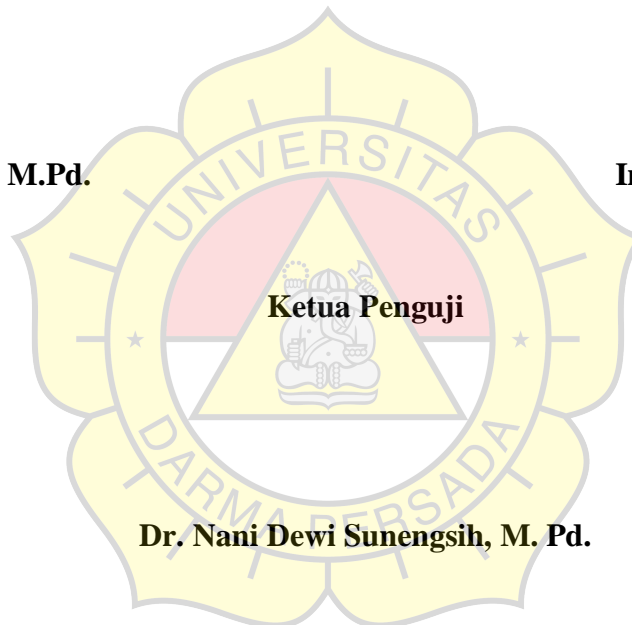 M.Pd.
UNIVERSITAS
Ketua Penguji
DARMA PERSADA
Dr. Nani Dewi Sunengsih, M. Pd.